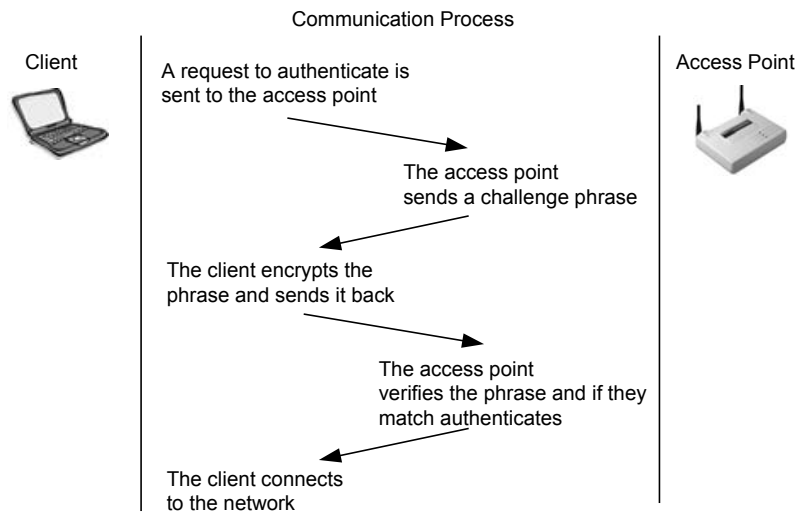 Communication Process
Client
Access Point
A request to authenticate is
sent to the access point
The access point
sends a challenge phrase
The client encrypts the
phrase and sends it back
The access point
verifies the phrase and if they
match authenticates
The client connects
to the network